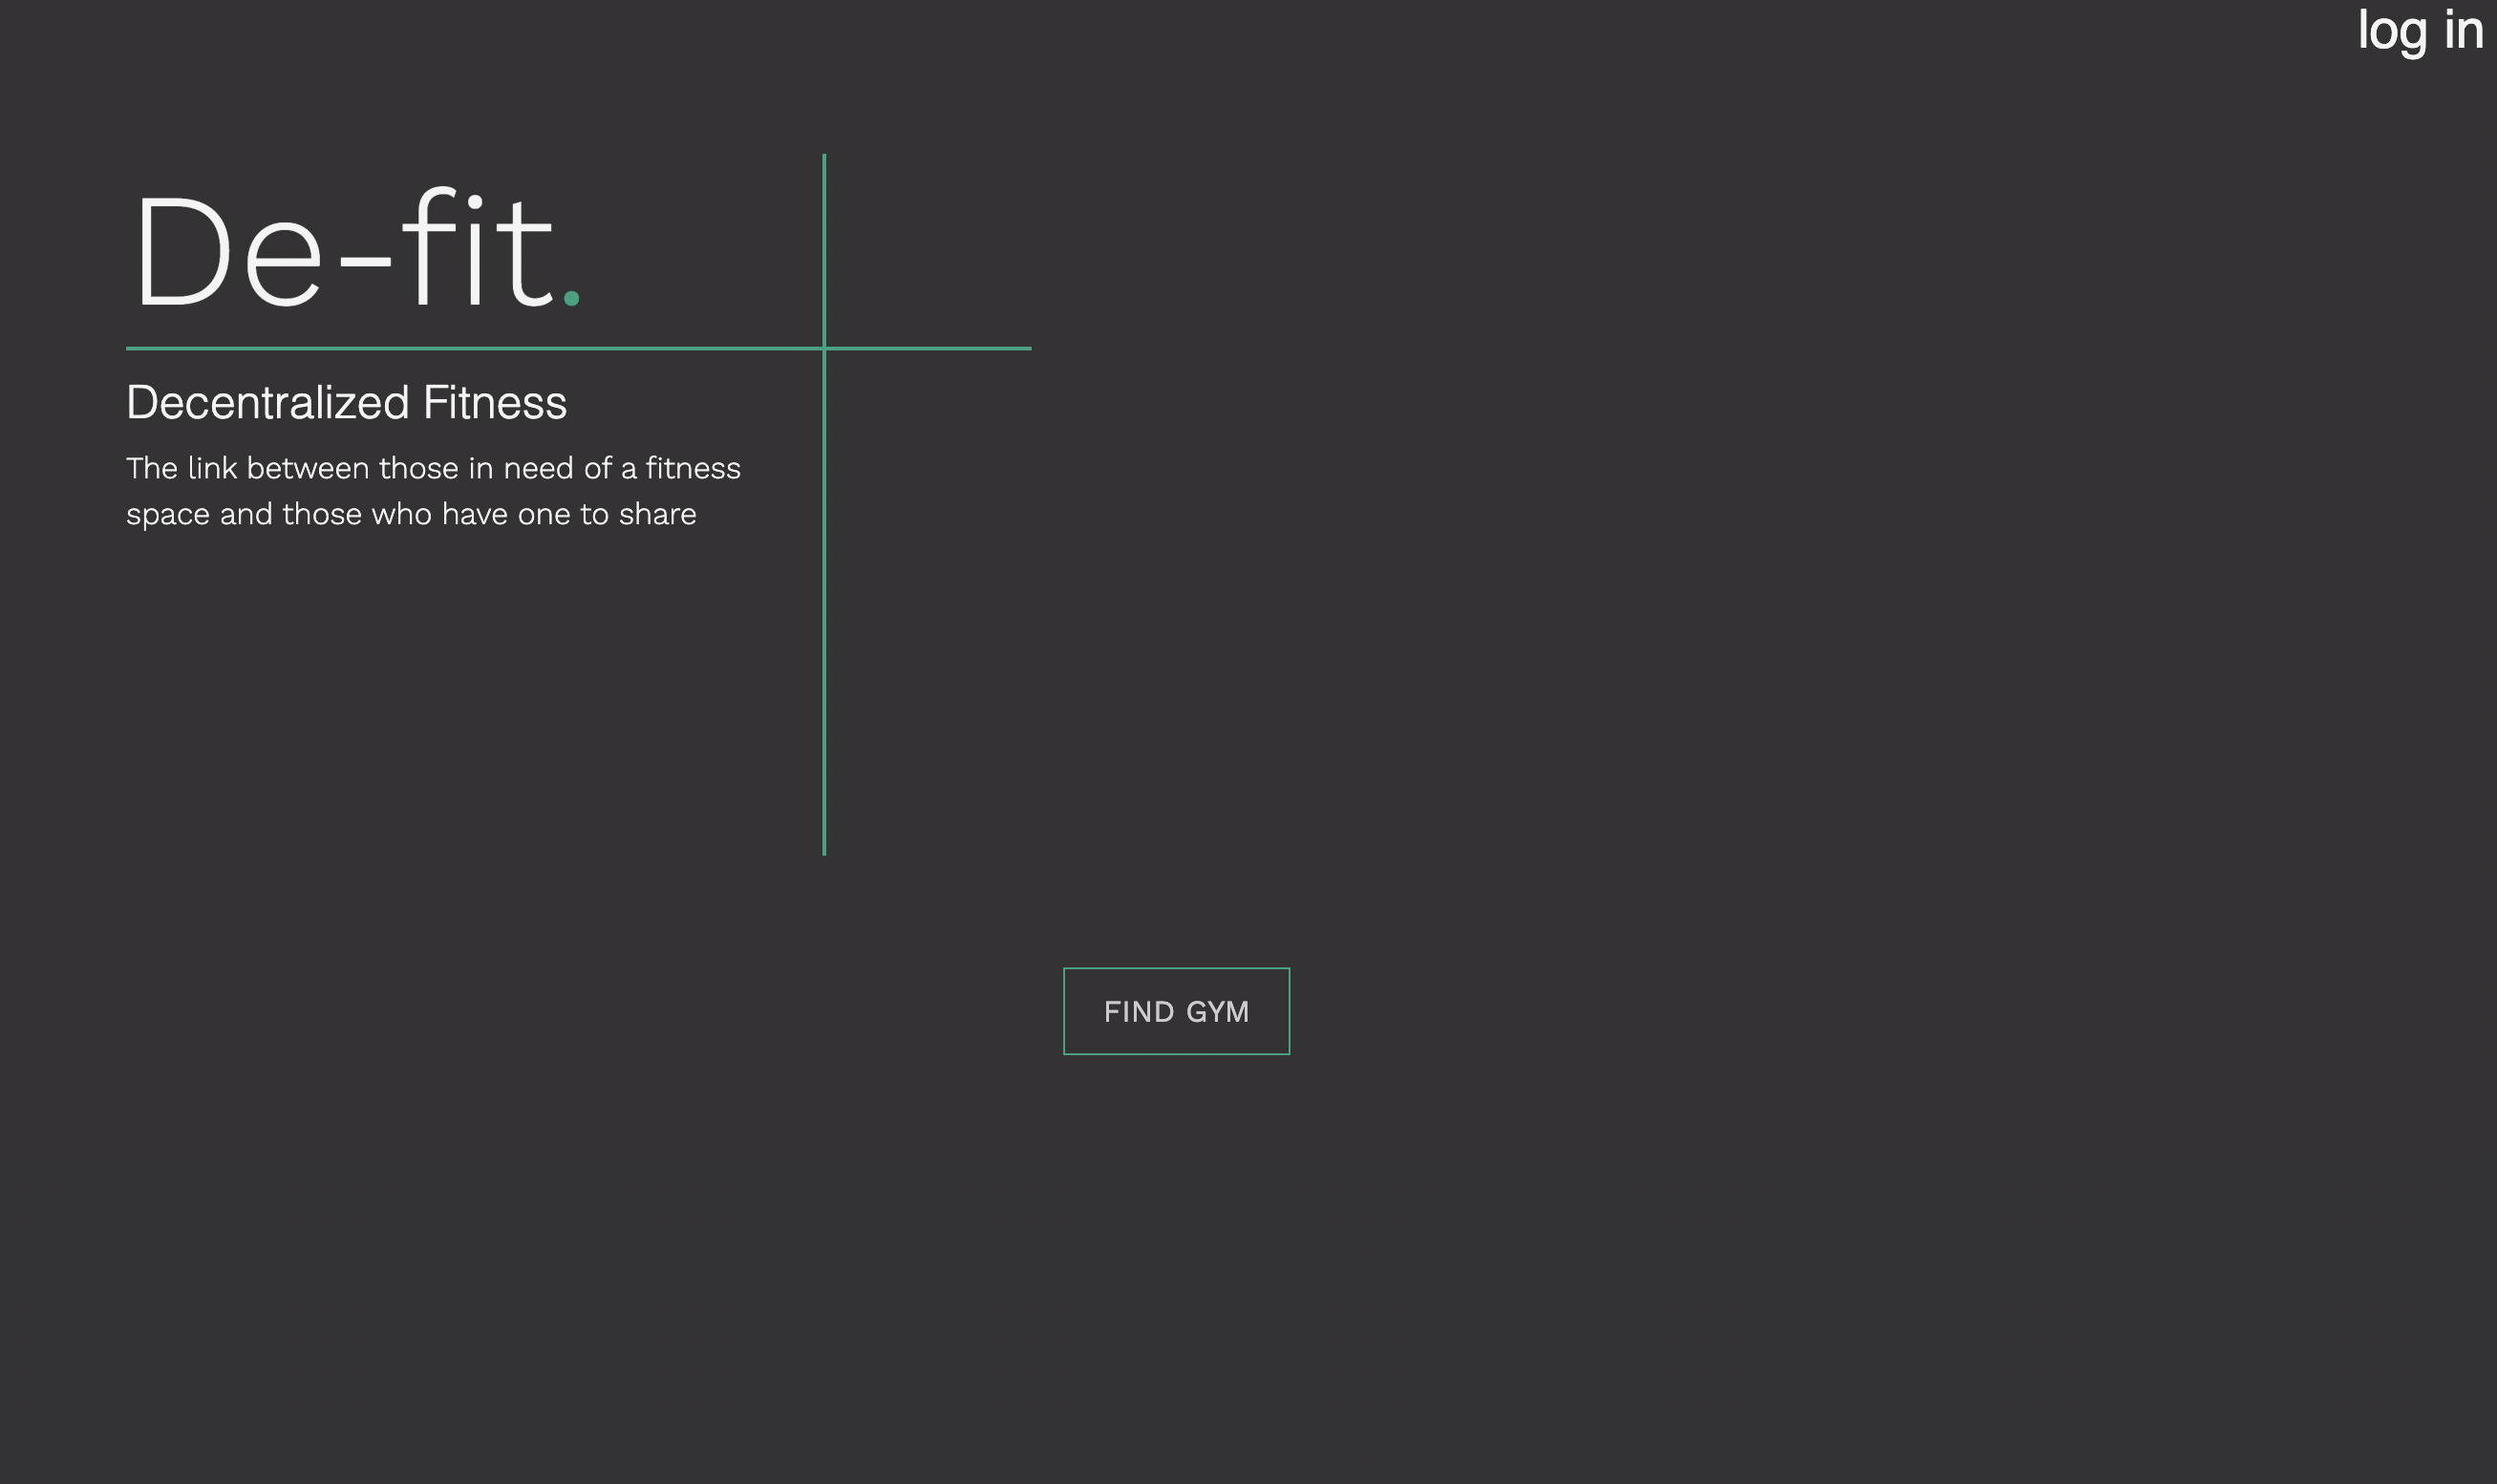 log in
De-fit.
Decentralized Fitness
The link between those in need of a fitness
space and those who have one to share
FIND GYM